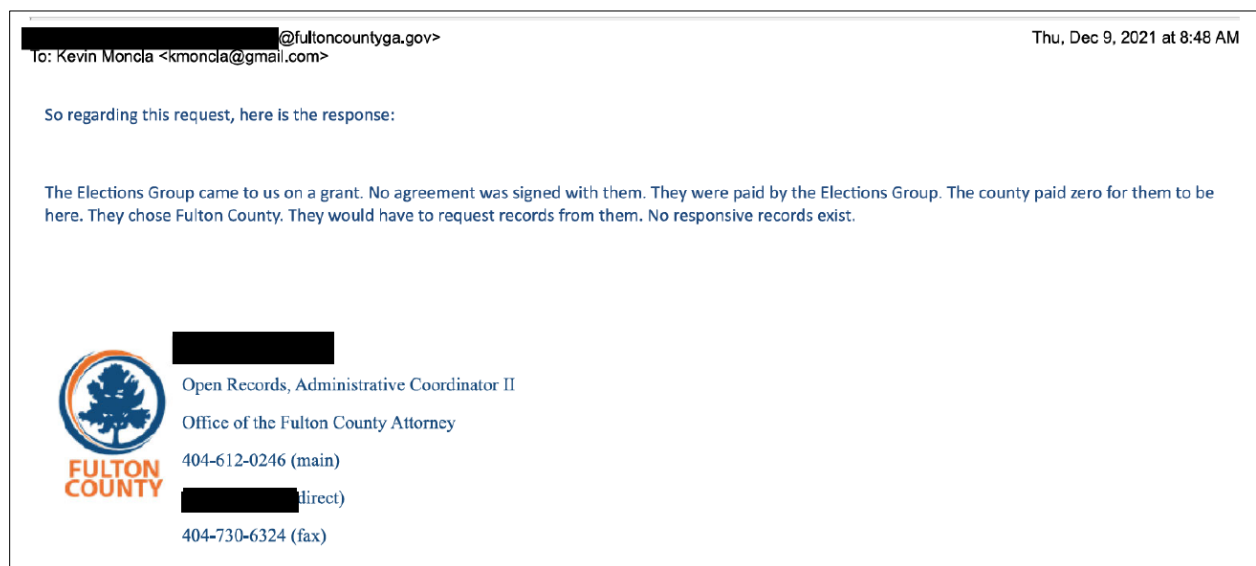 @fultoncountyga.gov>
Thu, Dec 9, 2021 at 8:48 AM
To: Kevin Moncla <kmoncla@gmail.com>
So regarding this request, here is the response:
The Elections Group came to us on a grant. No agreement was signed with them. They were paid by the Elections Group. The county paid zero for them to be
here. They chose Fulton County. They would have to request records from them. No responsive records exist.
Open Records, Administrative Coordinator II
Office of the Fulton County Attorney
404-612-0246 (main)
direct)
404-730-6324 (fax)
FULTON
COUNTY